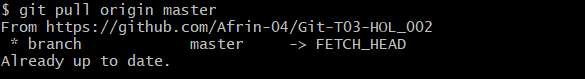 $ git pull origin master
From https://github.com/Afrin-04/Git-T03-HOL_002
 * branch            master     -> FETCH_HEAD
Already up to date.